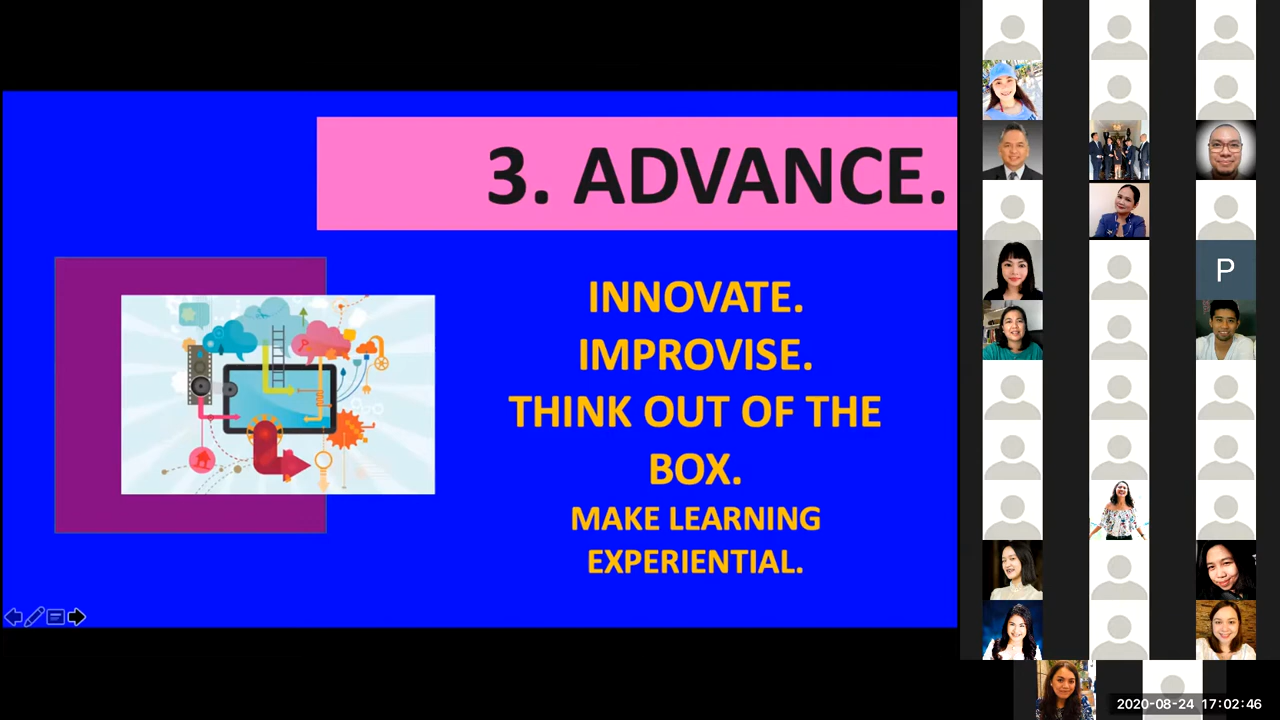 3. ADVANCE.
INNOVATE.
IMPROVISE.
THINK OUT OF THE
BOX.
MAKE LEARNING
EXPERIENTIAL.
P
2020-08-24 17:02:46